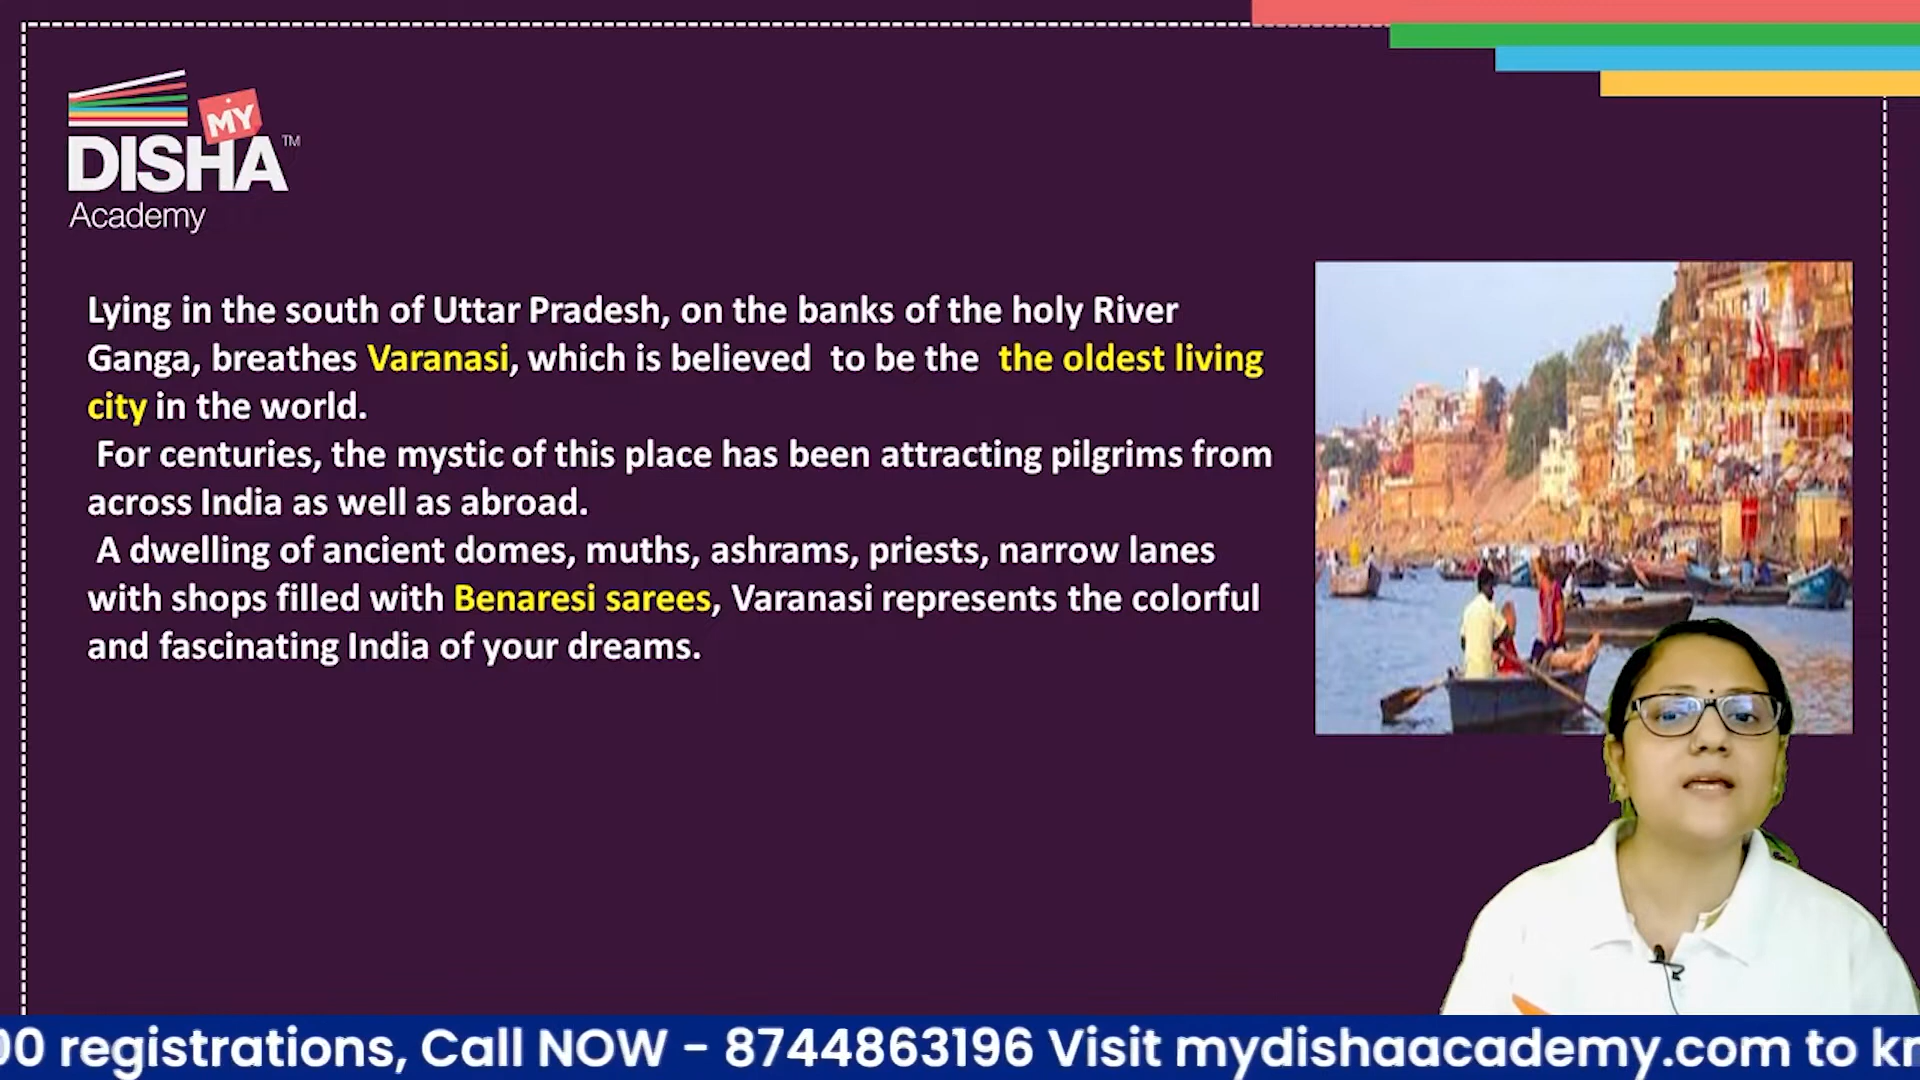 MY
DISHA™
Academy
Lying in the south of Uttar Pradesh, on the banks of the holy River
Ganga, breathes Varanasi, which is believed to be the the oldest living
city in the world.
For centuries, the mystic of this place has been attracting pilgrims from
across India as well as abroad.
A dwelling of ancient domes, muths, ashrams, priests, narrow lanes
with shops filled with Benaresi sarees, Varanasi represents the colorful
and fascinating India of your dreams.
registrations, Call NOW - 8744863196 Visit mydishaacademy.com to